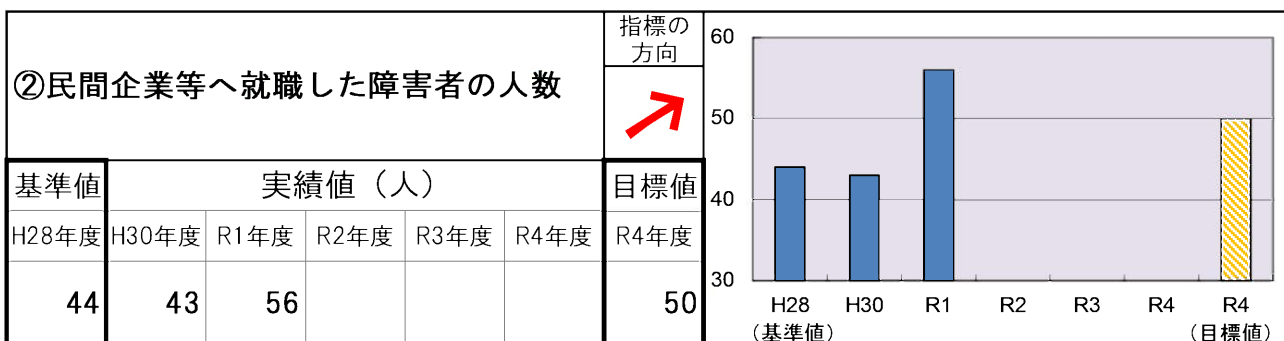 ②民間企業等へ就職した障害者の人数
指標の
方向
基準値 実績値（人） 目標値
H28年度 H30年度 R1年度 R2年度 R3年度 R4年度 R4年度
44 43 56 50
60
50
40
30
H28 H30 R1 R2 R3 R4 R4
（基準値） （目標値）